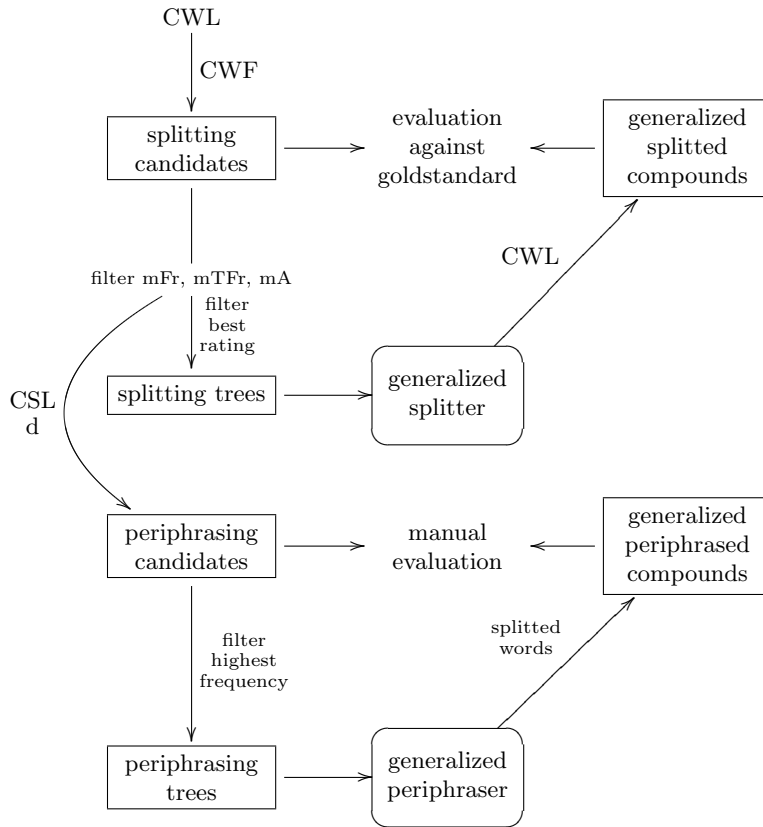 CWL
CWF
splitting
candidates
evaluation
against
goldstandard
generalized
splitted
compounds
CWL
filter mFr, mTFr, mA
filter
best
rating
CSL
d
splitting trees
generalized
splitter
periphrasing
candidates
manual
evaluation
generalized
periphrased
compounds
filter
highest
frequency
splitted
words
periphrasing
trees
generalized
periphraser